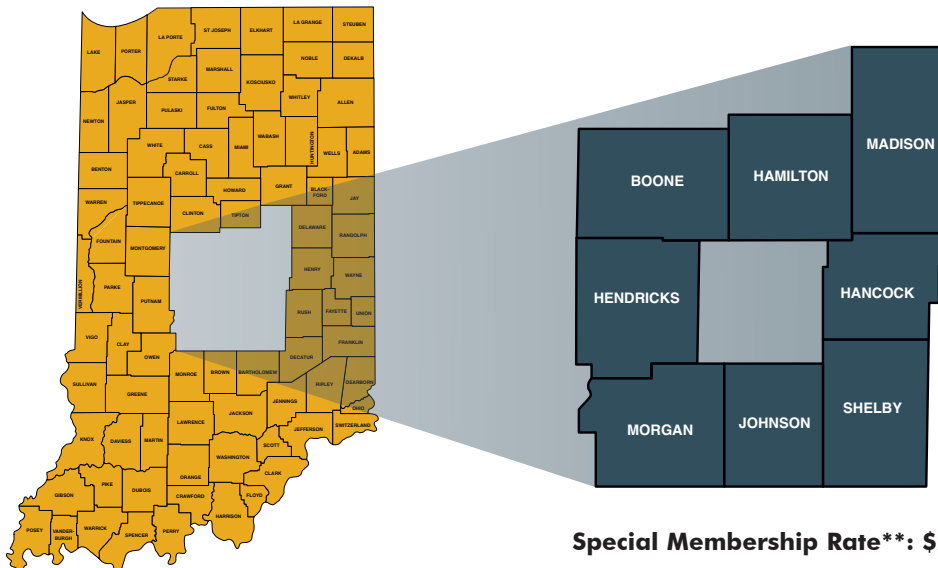 LA GRANGE
STEUBEN
ST JOSEPH
ELKHART
LA PORTE
LAKE
PORTER
NOBLE
DEKALB
MARSHALL
STARKE
KOSCIUSKO
WHITLEY
ALLEN
JASPER
PULASKI
FULTON
NEWTON
WABASH
HUNTINGTON
WHITE
CASS
MIAMI
WELLS
ADAMS
BENTON
CARROLL
GRANT
BLACK-
FORD
HOWARD
JAY
WARREN
TIPPECANOE
CLINTON
TIPTON
DELAWARE
RANDOLPH
FOUNTAIN
MONTGOMERY
HENRY
WAYNE
VERMILLION
PARKE
PUTNAM
RUSH
FAYETTE
UNION
VIGO
CLAY
FRANKLIN
OWEN
DECATUR
MONROE
BROWN
BARTHOLOMEW
SULLIVAN
RIPLEY
DEARBORN
GREENE
JENNINGS
OHIO
JACKSON
LAWRENCE
SWITZERLAND
JEFFERSON
KNOX
DAVIESS
MARTIN
SCOTT
WASHINGTON
CLARK
ORANGE
PIKE
DUBOIS
GIBSON
CRAWFORD
FLOYD
HARRISON
POSEY
VANDER-
BURGH
WARRICK
SPENCER
PERRY
MADISON
BOONE
HAMILTON
HENDRICKS
HANCOCK
MORGAN
JOHNSON
SHELBY
Special Membership Rate**: $